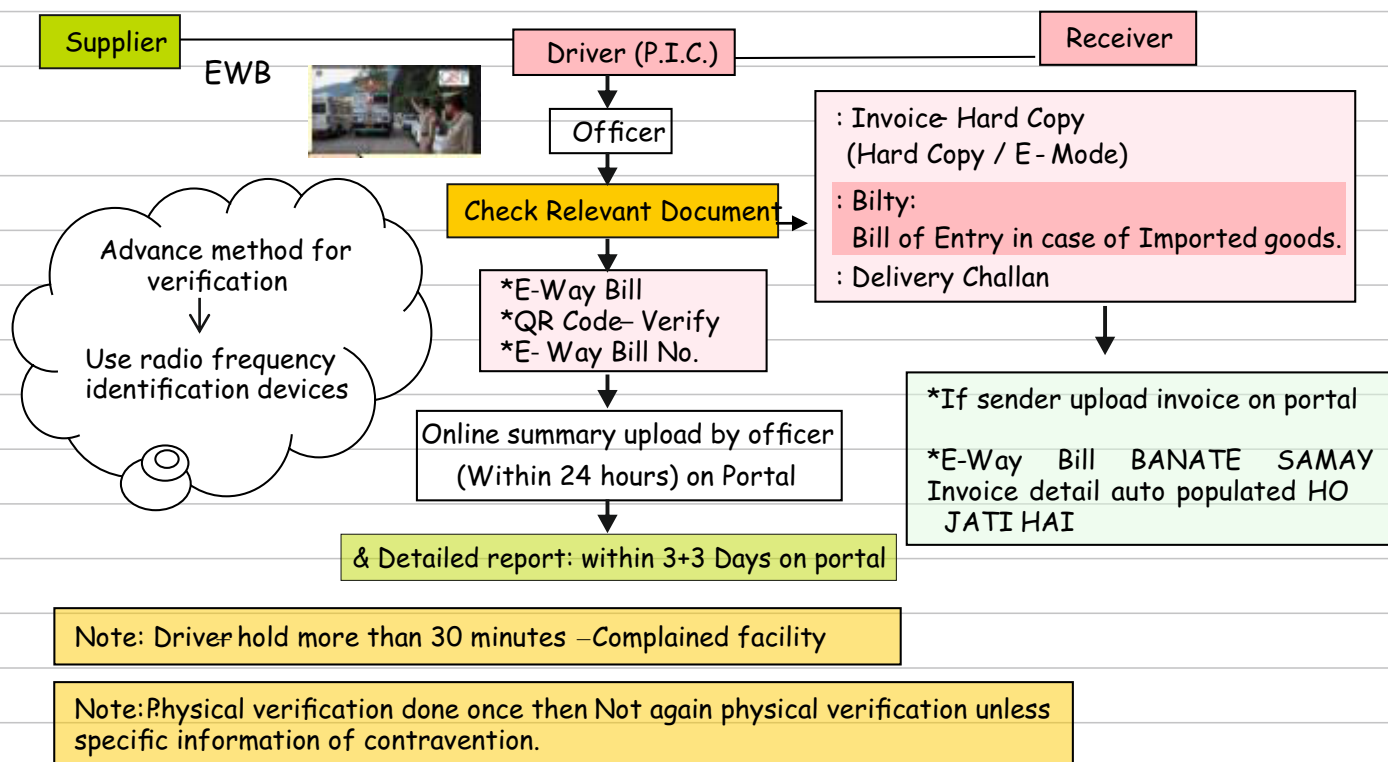 Supplier
EWB
Driver (P.I.C.)
Receiver
Officer
Check Relevant Document
: Invoice- Hard Copy
(Hard Copy / E - Mode)
: Bilty:
Bill of Entry in case of Imported goods.
: Delivery Challan
Advance method for
verification
Use radio frequency
identification devices
*E-Way Bill
*QR Code– Verify
*E- Way Bill No.
*If sender upload invoice on portal
*E-Way Bill BANATE SAMAY
Invoice detail auto populated HO
JATI HAI
Online summary upload by officer
(Within 24 hours) on Portal
& Detailed report: within 3+3 Days on portal
Note: Driver hold more than 30 minutes –Complained facility
Note:Physical verification done once then Not again physical verification unless
specific information of contravention.